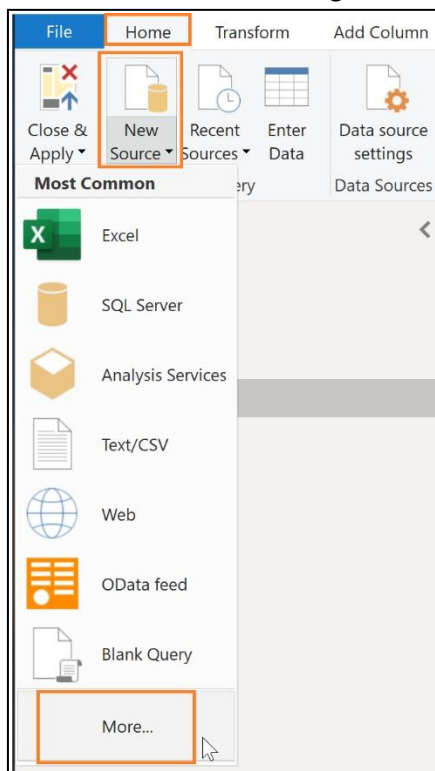 File Home Transform Add Column
Close & New Recent Enter Data source
Apply Source Sources Data settings
Most Common ery Data Sources
X Excel
SQL Server
Analysis Services
Text/CSV
Web
OData feed
Blank Query
More...